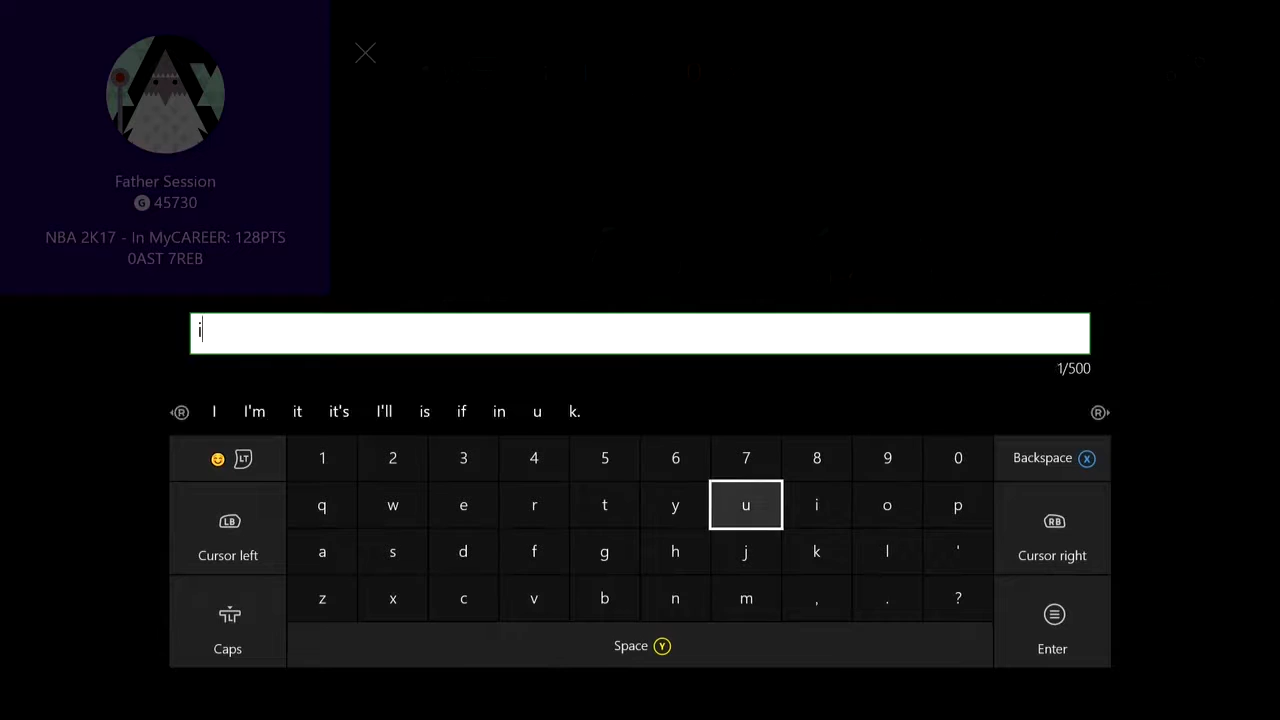 Father Session
G 45730
NBA 2K17 - In MyCAREER: 128PTS
0AST 7REB
i
1/500
R I I'm it it's I'll is if in u k. R
LT 1 2 3 4 5 6 7 8 9 0 Backspace X
q w e r t y u i o p
LB RB
Cursor left a s d f g h j k l ' Cursor right
z x c v b n m , . ?
LT
Caps Space Y Enter